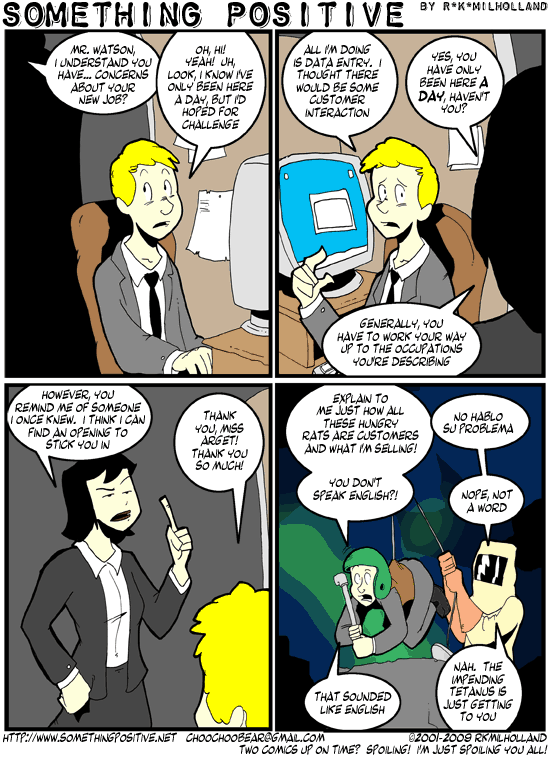 SOMETHING POSITIVE BY R*K*MILHOLLAND
MR. WATSON,
I UNDERSTAND YOU
HAVE... CONCERNS
ABOUT YOUR
NEW JOB?
OH, HI!
YEAH! UH,
LOOK, I KNOW I'VE
ONLY BEEN HERE
A DAY, BUT I'D
HOPED FOR
CHALLENGE
ALL I'M DOING
IS DATA ENTRY. I
THOUGHT THERE
WOULD BE SOME
CUSTOMER
INTERACTION
YES, YOU
HAVE ONLY
BEEN HERE A
DAY, HAVEN'T
YOU?
GENERALLY, YOU
HAVE TO WORK YOUR WAY
UP TO THE OCCUPATIONS
YOU'RE DESCRIBING
HOWEVER, YOU
REMIND ME OF SOMEONE
I ONCE KNEW. I THINK I CAN
FIND AN OPENING TO
STICK YOU IN
THANK
YOU, MISS
ARGET!
THANK YOU
SO MUCH!
EXPLAIN TO
ME JUST HOW ALL
THESE HUNGRY
RATS ARE CUSTOMERS
AND WHAT I'M SELLING!
NO HABLO
SU PROBLEMA
YOU DON'T
SPEAK ENGLISH?!
NOPE, NOT
A WORD
THAT SOUNDED
LIKE ENGLISH
NAH. THE
IMPENDING
TETANUS IS
JUST GETTING
TO YOU
HTTP://WWW.SOMETHINGPOSITIVE.NET CHOOCHOOBEAR@GMAIL.COM ©2001-2009 RKMILHOLLAND
TWO COMICS UP ON TIME? SPOILING! I'M JUST SPOILING YOU ALL!